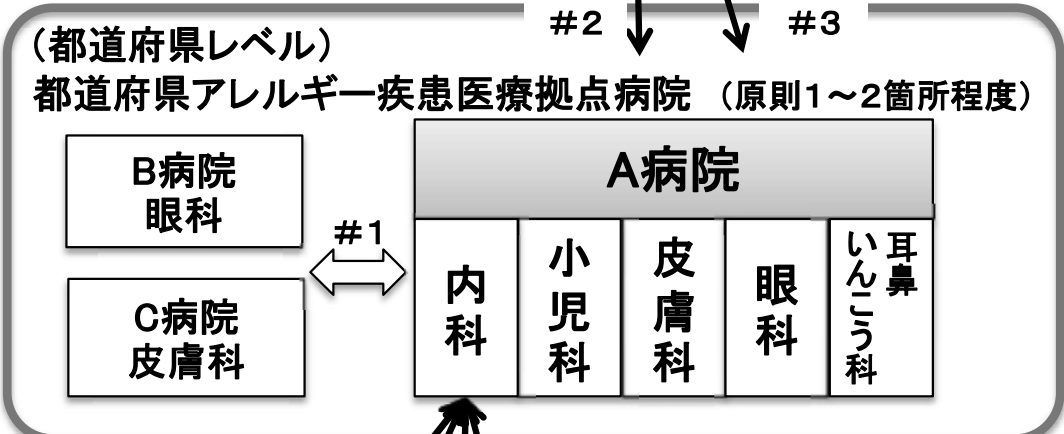 #2
#3
（都道府県レベル）
都道府県アレルギー疾患医療拠点病院 （原則１～２箇所程度）
B病院
眼科
C病院
皮膚科
#1
A病院
内科
小児科
皮膚科
眼科
耳鼻
いんこう科